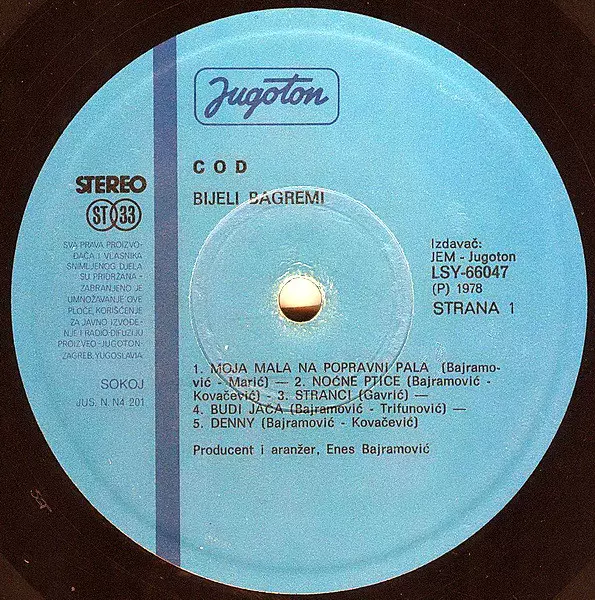 Jugoton
COD
BIJELI BAGREMI
STEREO
ST 33
SVA PRAVA PROIZVO-
ĐAČA I VLASNIKA
SNIMLJENOG DJELA
SU PRIDRŽANA -
ZABRANJENO JE
UMNOŽAVANJE OVE
PLOČE, KORIŠĆENJE
ZA JAVNO IZVOĐE-
NJE I RADIO-DIFUZIJU
PROIZVEO-JUGOTON-
ZAGREB, YUGOSLAVIA
SOKOJ
JUS. N. N4 201
Izdavač:
JEM - Jugoton
LSY-66047
(P) 1978
STRANA 1
1. MOJA MALA NA POPRAVNI PALA (Bajramo-
vić - Marić) — 2. NOĆNE PTICE (Bajramović -
Kovačević) - 3. STRANCI (Gavrić) —
4. BUDI JAČA (Bajramović - Trifunović) —
5. DENNY (Bajramović - Kovačević)
Producent i aranžer, Enes Bajramović